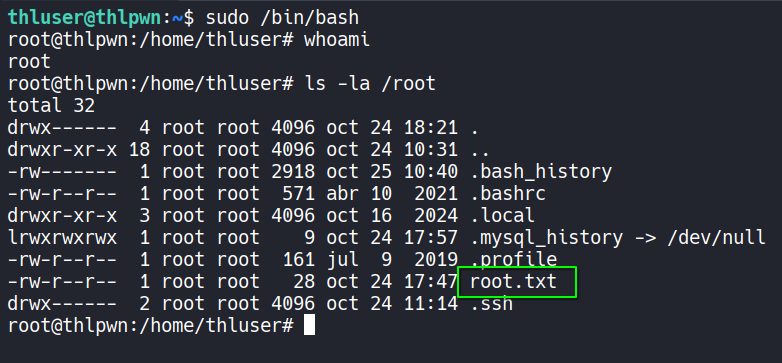 thluser@thlpwn:~$ sudo /bin/bash
root@thlpwn:/home/thluser# whoami
root
root@thlpwn:/home/thluser# ls -la /root
total 32
drwx------  4 root root 4096 oct 24 18:21 .
drwxr-xr-x 18 root root 4096 oct 24 10:31 ..
-rw-------  1 root root 2918 oct 25 10:40 .bash_history
-rw-r--r--  1 root root  571 abr 10  2021 .bashrc
drwxr-xr-x  3 root root 4096 oct 16  2024 .local
lrwxrwxrwx  1 root root    9 oct 24 17:57 .mysql_history -> /dev/null
-rw-r--r--  1 root root  161 jul  9  2019 .profile
-rw-r--r--  1 root root   28 oct 24 17:47 root.txt
drwx------  2 root root 4096 oct 24 11:14 .ssh
root@thlpwn:/home/thluser#